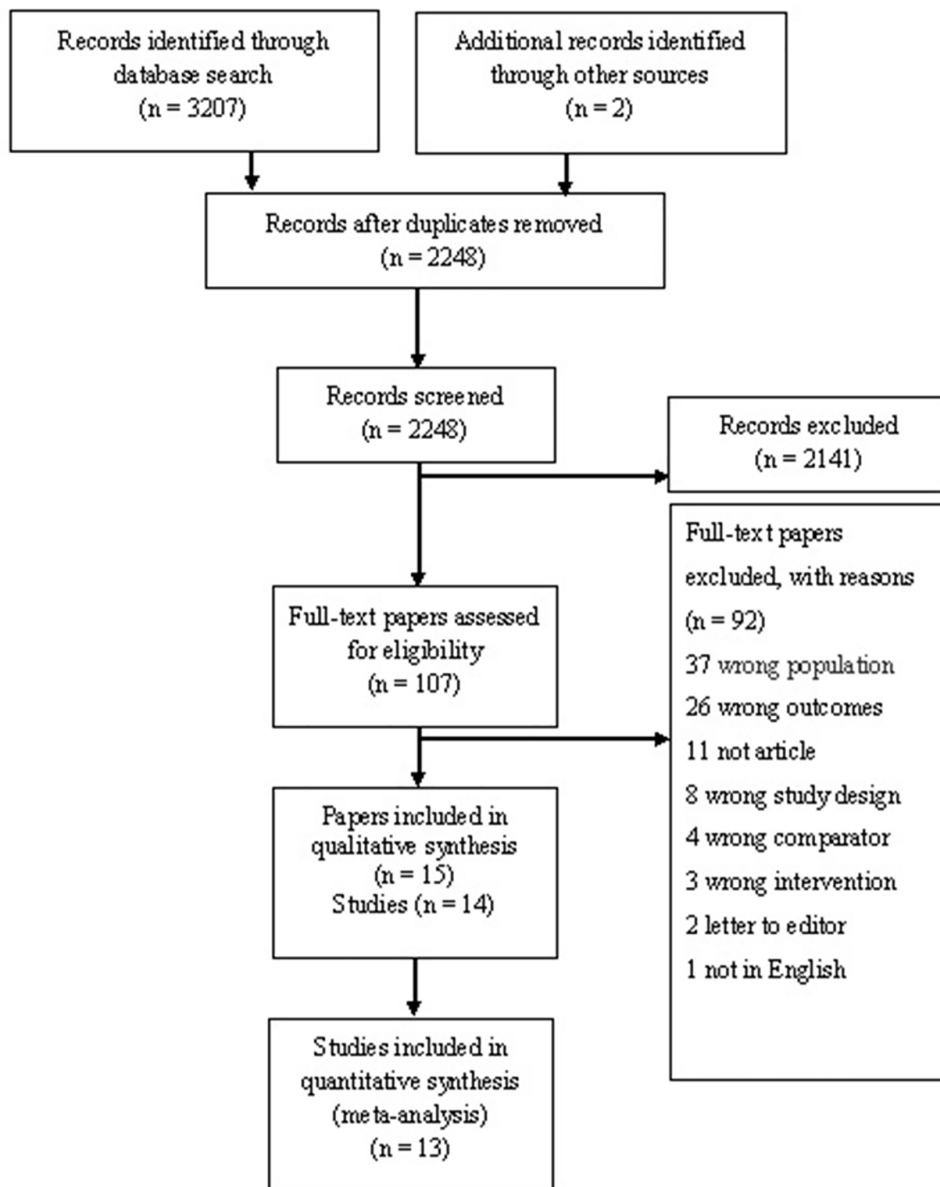 Records identified through
database search
(n = 3207)
Additional records identified
through other sources
(n = 2)
Records after duplicates removed
(n = 2248)
Records screened
(n = 2248)
Records excluded
(n = 2141)
Full-text papers assessed
for eligibility
(n = 107)
Full-text papers
excluded, with reasons
(n = 92)
37 wrong population
26 wrong outcomes
11 not article
8 wrong study design
4 wrong comparator
3 wrong intervention
2 letter to editor
1 not in English
Papers included in
qualitative synthesis
(n = 15)
Studies (n = 14)
Studies included in
quantitative synthesis
(meta-analysis)
(n = 13)